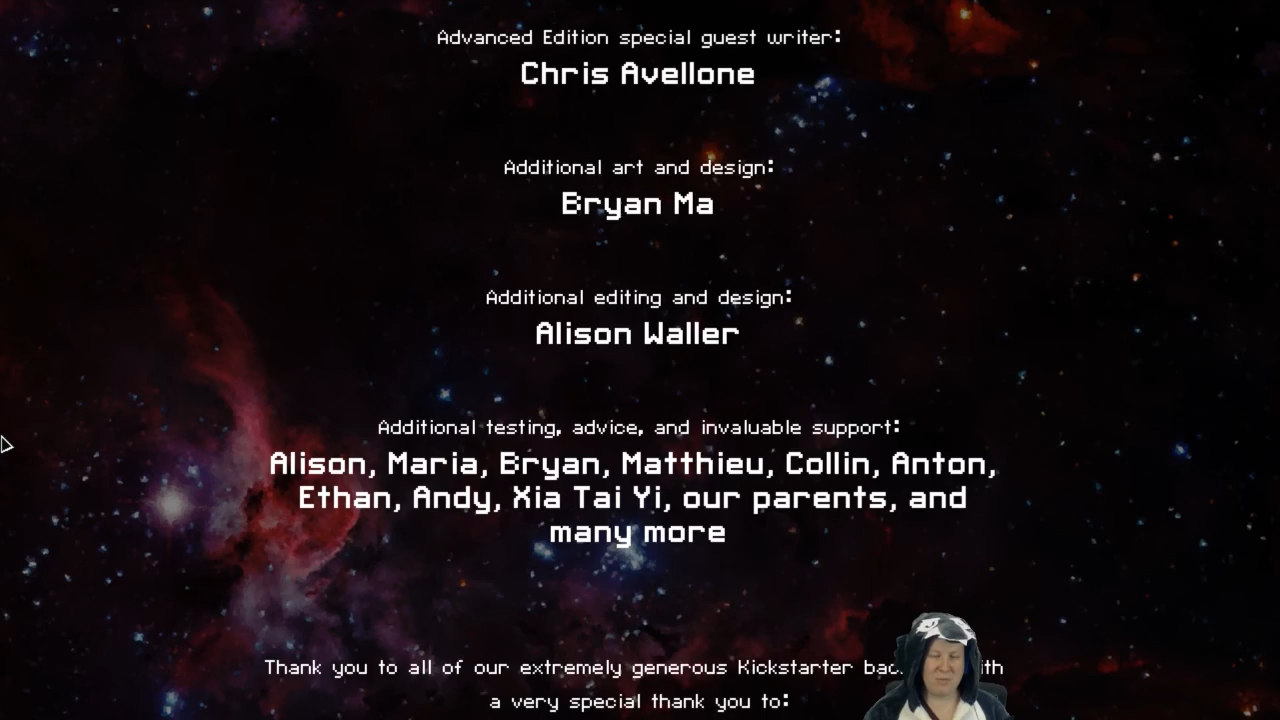 Advanced Edition special guest writer:
Chris Avellone
Additional art and design:
Bryan Ma
Additional editing and design:
Alison Waller
Additional testing, advice, and invaluable support:
Alison, Maria, Bryan, Matthieu, Collin, Anton,
Ethan, Andy, Xia Tai Yi, our parents, and
many more
Thank you to all of our extremely generous Kickstarter
a very special thank you to: